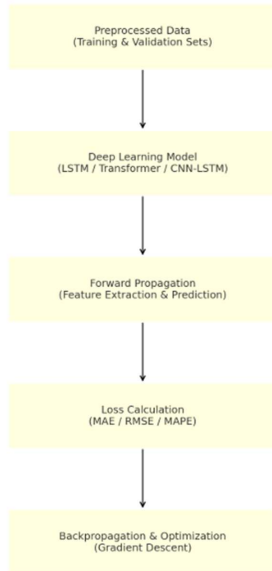 Preprocessed Data
(Training & Validation Sets)
Deep Learning Model
(LSTM / Transformer / CNN-LSTM)
Forward Propagation
(Feature Extraction & Prediction)
Loss Calculation
(MAE / RMSE / MAPE)
Backpropagation & Optimization
(Gradient Descent)